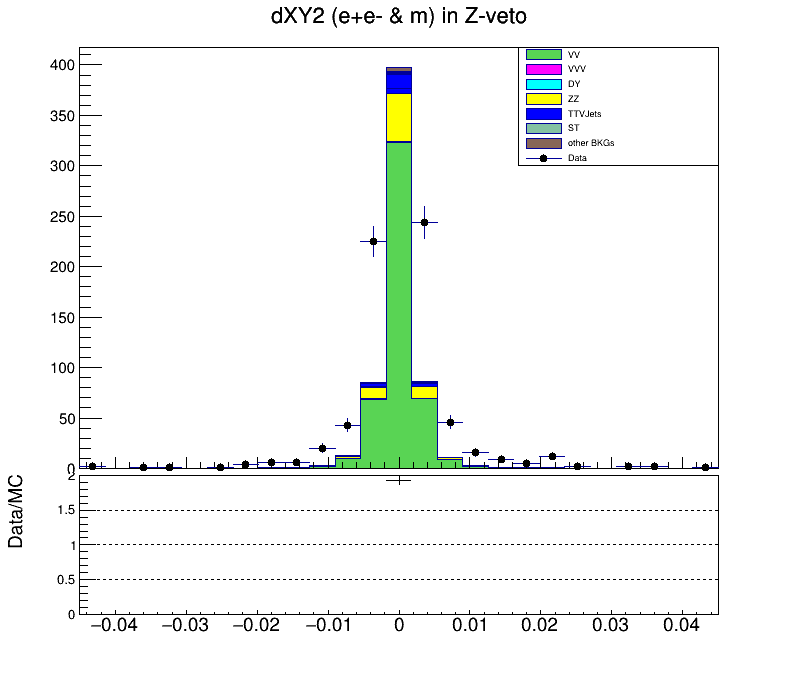 dXY2 (e+e- & m) in Z-veto
VV
VVV
DY
ZZ
TTVJets
ST
other BKGs
Data
400
350
300
250
200
150
100
50
0
Data/MC
2
1.5
1
0.5
0
−0.04 −0.03 −0.02 −0.01 0 0.01 0.02 0.03 0.04